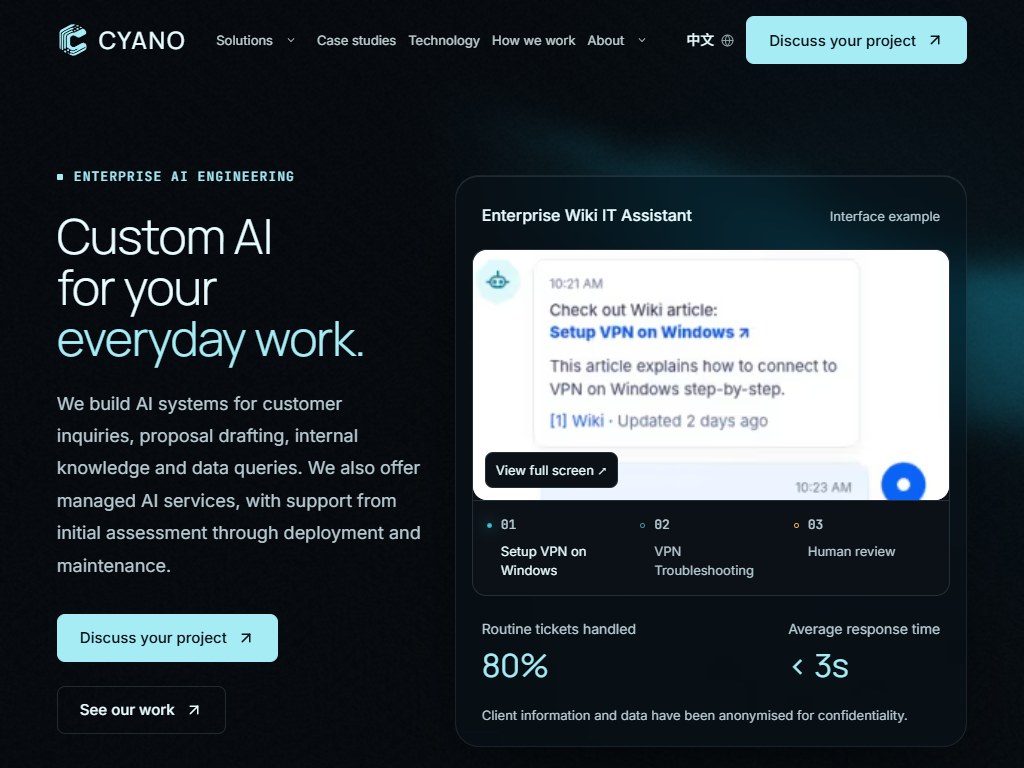 CYANO
Solutions
Case studies
Technology
How we work
About
中文
Discuss your project
ENTERPRISE AI ENGINEERING
Custom AI
for your
everyday work.
We build AI systems for customer
inquiries, proposal drafting, internal
knowledge and data queries. We also offer
managed AI services, with support from
initial assessment through deployment and
maintenance.
Discuss your project
See our work
Enterprise Wiki IT Assistant
Interface example
10:21 AM
Check out Wiki article:
Setup VPN on Windows ↗
This article explains how to connect to
VPN on Windows step-by-step.
[1] Wiki · Updated 2 days ago
View full screen ↗
10:23 AM
01
Setup VPN on
Windows
02
VPN
Troubleshooting
03
Human review
Routine tickets handled
80%
Average response time
< 3s
Client information and data have been anonymised for confidentiality.